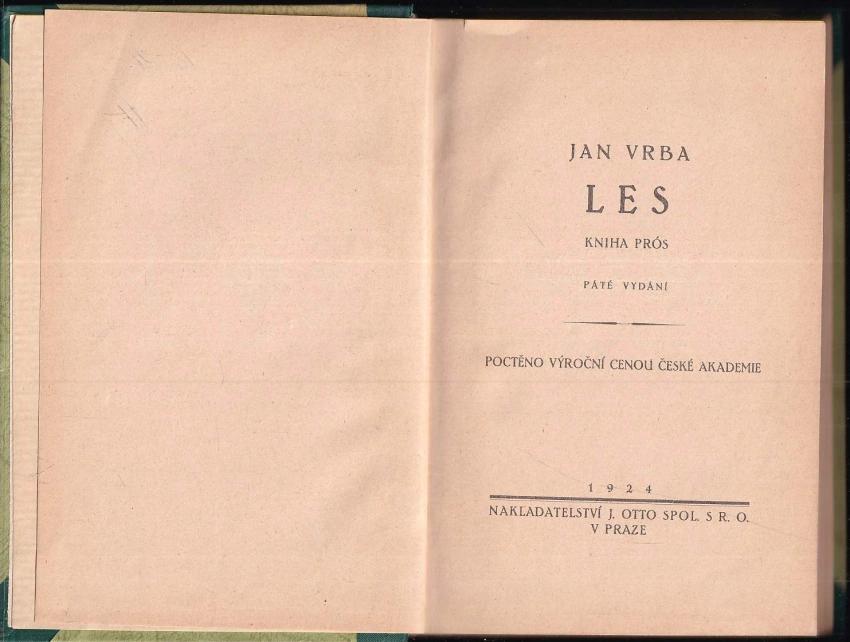 JAN VRBA
LES
KNIHA PRÓS
PÁTÉ VYDÁNÍ
POCTĚNO VÝROČNÍ CENOU ČESKÉ AKADEMIE
1924
NAKLADATELSTVÍ J. OTTO SPOL. S R. O.
V PRAZE